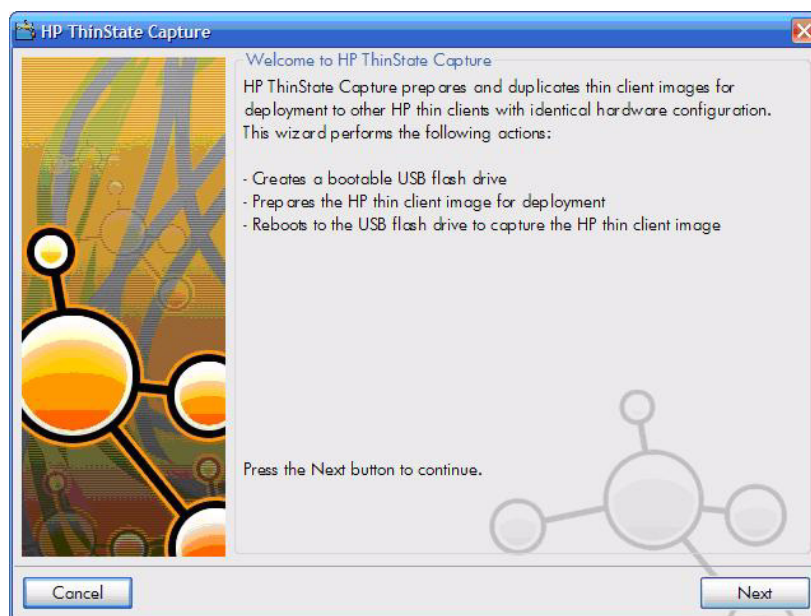 HP ThinState Capture
Welcome to HP ThinState Capture
HP ThinState Capture prepares and duplicates thin client images for
deployment to other HP thin clients with identical hardware configuration.
This wizard performs the following actions:
- Creates a bootable USB flash drive
- Prepares the HP thin client image for deployment
- Reboots to the USB flash drive to capture the HP thin client image
Press the Next button to continue.
Cancel
Next